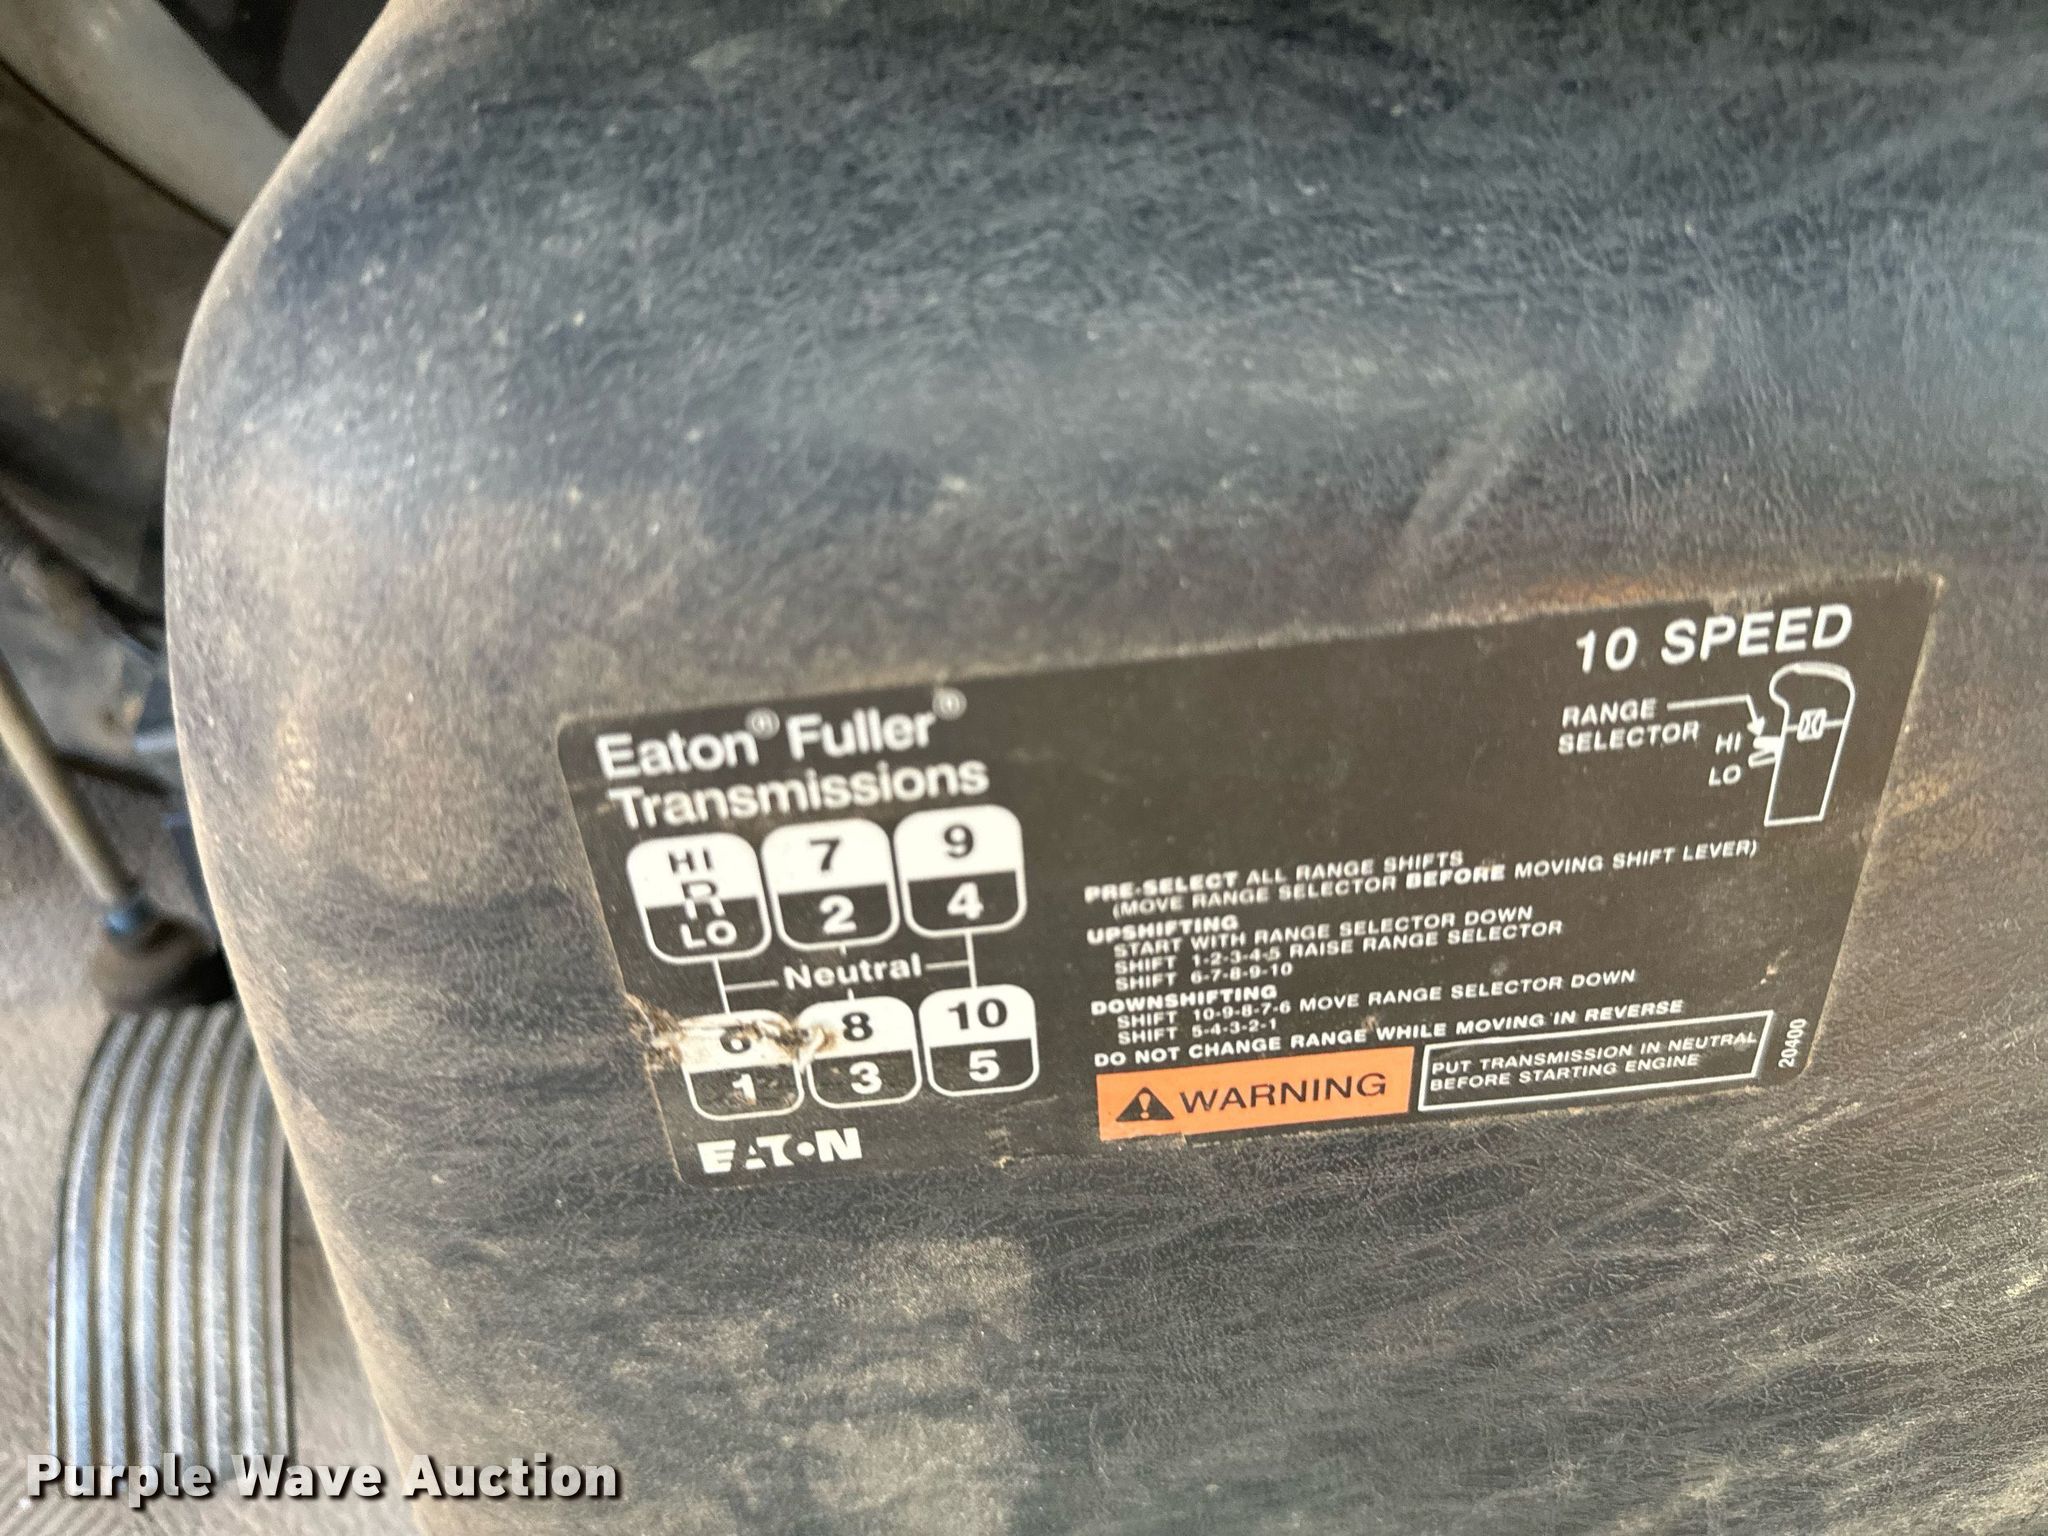 10 SPEED
Eaton® Fuller®
Transmissions
RANGE
SELECTOR
HI
LO
HI
R
LO
7
2
9
4
Neutral
6
1
8
3
10
5
EATON
PRE-SELECT ALL RANGE SHIFTS
(MOVE RANGE SELECTOR BEFORE MOVING SHIFT LEVER)
UPSHIFTING
START WITH RANGE SELECTOR DOWN
SHIFT 1-2-3-4-5 RAISE RANGE SELECTOR
SHIFT 6-7-8-9-10
DOWNSHIFTING
SHIFT 10-9-8-7-6 MOVE RANGE SELECTOR DOWN
SHIFT 5-4-3-2-1
DO NOT CHANGE RANGE WHILE MOVING IN REVERSE
WARNING
PUT TRANSMISSION IN NEUTRAL
BEFORE STARTING ENGINE
20400
Purple Wave Auction